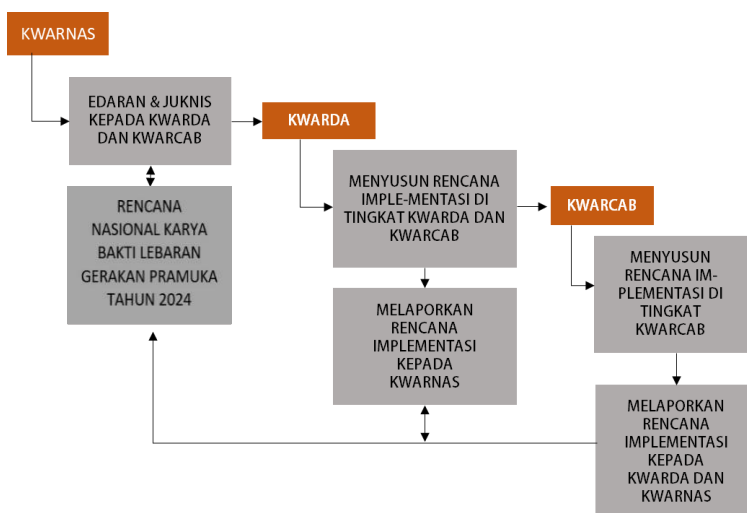 KWARNAS
EDARAN & JUKNIS
KEPADA KWARDA
DAN KWARCAB
RENCANA
NASIONAL KARYA
BAKTI LEBARAN
GERAKAN PRAMUKA
TAHUN 2024
KWARDA
MENYUSUN RENCANA
IMPLE-MENTASI DI
TINGKAT KWARDA DAN
KWARCAB
MELAPORKAN
RENCANA
IMPLEMENTASI
KEPADA
KWARNAS
KWARCAB
MENYUSUN
RENCANA IM-
PLEMENTASI DI
TINGKAT
KWARCAB
MELAPORKAN
RENCANA
IMPLEMENTASI
KEPADA
KWARDA DAN
KWARNAS